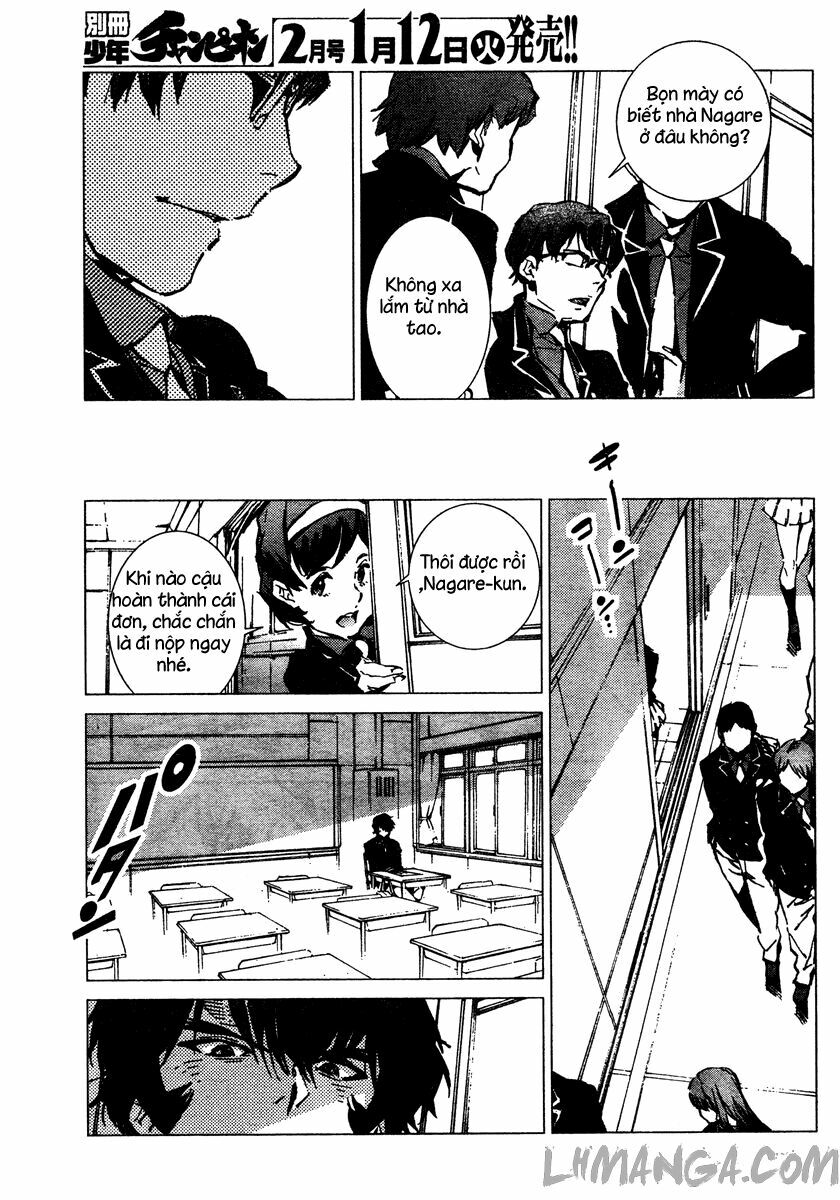 別冊
少年
チャンピオン
2月号1月12日火発売!!
Bọn mày có
biết nhà Nagare
ở đâu không?
Không xa
lắm từ nhà
tao.
キーン
コーン
Thôi được rồi
,Nagare-kun.
Khi nào cậu
hoàn thành cái
đơn, chắc chắn
là đi nộp ngay
nhé.
パタン
LHMANGA.COM